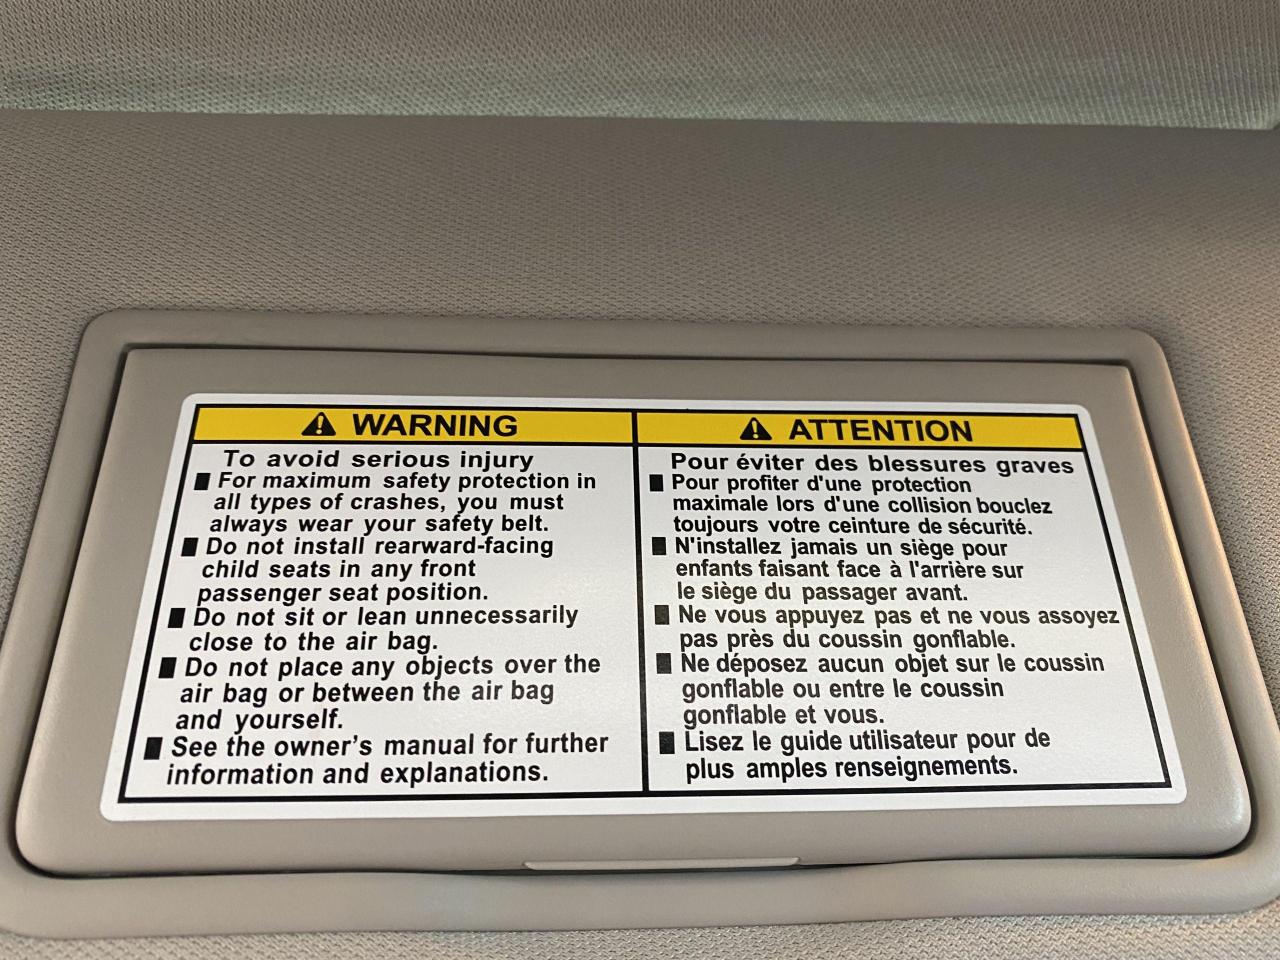 WARNING
To avoid serious injury
■ For maximum safety protection in
all types of crashes, you must
always wear your safety belt.
■ Do not install rearward-facing
child seats in any front
passenger seat position.
■ Do not sit or lean unnecessarily
close to the air bag.
■ Do not place any objects over the
air bag or between the air bag
and yourself.
■ See the owner's manual for further
information and explanations.
ATTENTION
Pour éviter des blessures graves
■ Pour profiter d'une protection
maximale lors d'une collision bouclez
toujours votre ceinture de sécurité.
■ N'installez jamais un siège pour
enfants faisant face à l'arrière sur
le siège du passager avant.
■ Ne vous appuyez pas et ne vous assoyez
pas près du coussin gonflable.
■ Ne déposez aucun objet sur le coussin
gonflable ou entre le coussin
gonflable et vous.
■ Lisez le guide utilisateur pour de
plus amples renseignements.